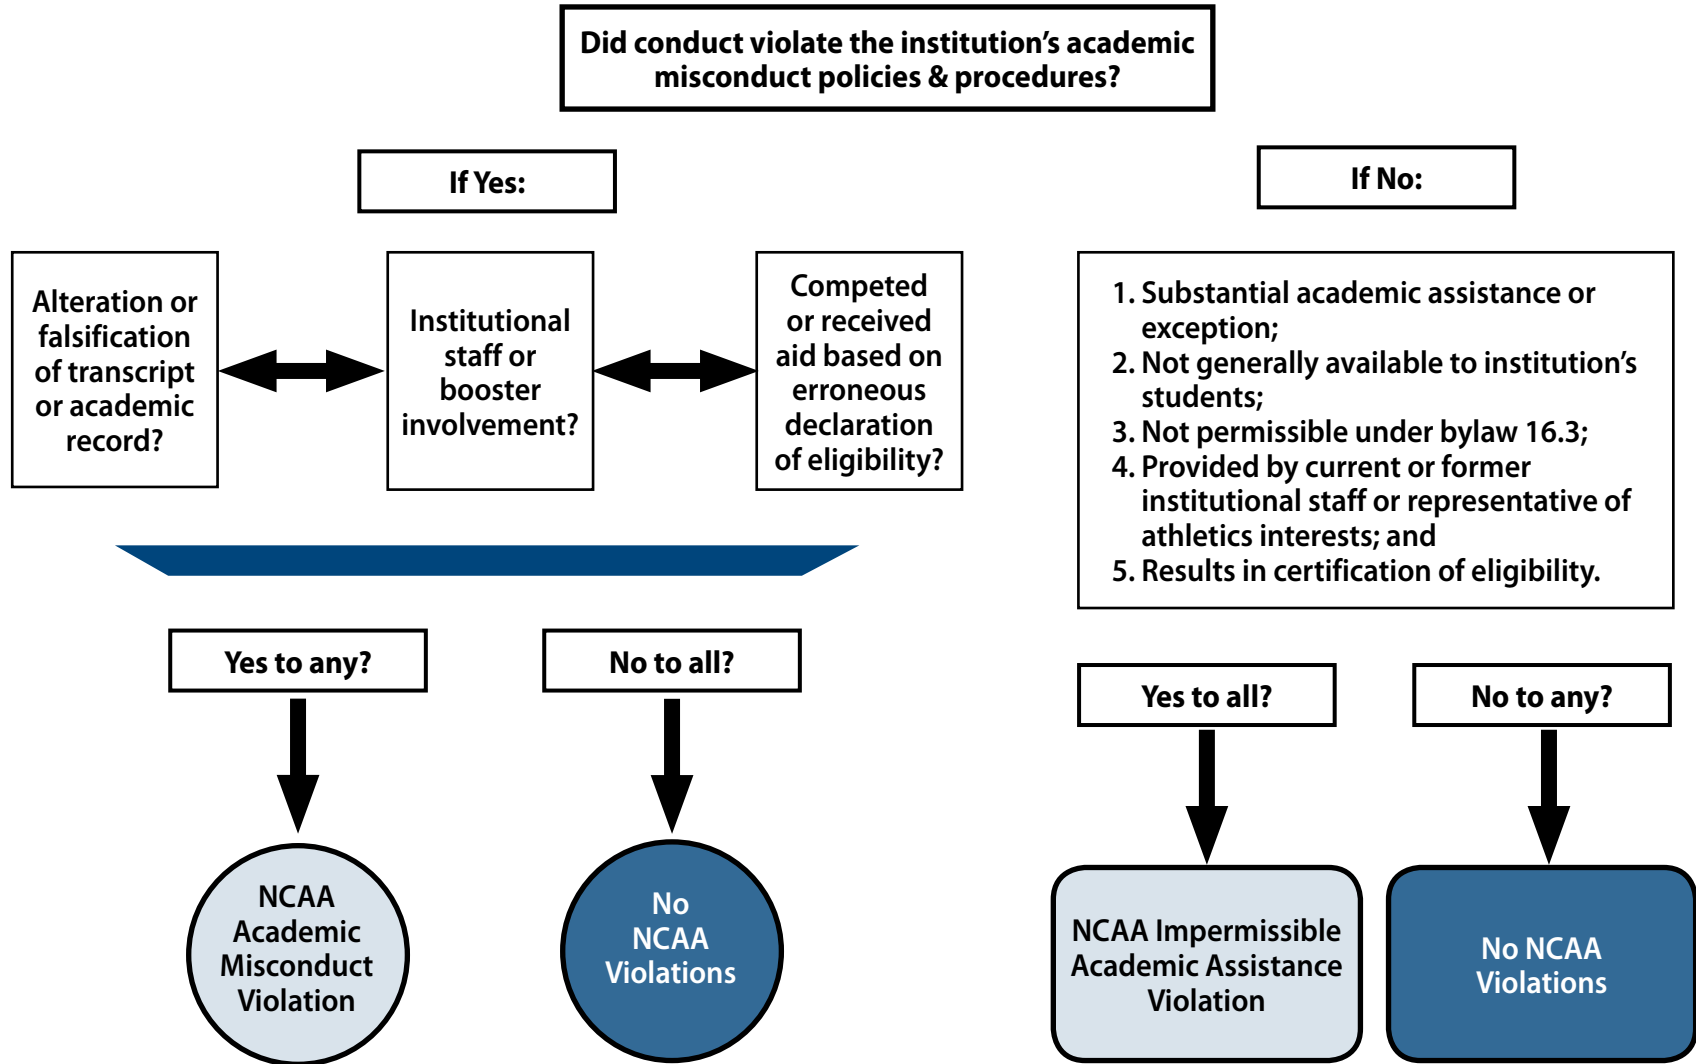 Did conduct violate the institution’s academic
misconduct policies & procedures?
If Yes:
If No:
Alteration or
falsification
of transcript
or academic
record?
Institutional
staff or
booster
involvement?
Competed
or received
aid based on
erroneous
declaration
of eligibility?
1. Substantial academic assistance or
exception;
2. Not generally available to institution’s
students;
3. Not permissible under bylaw 16.3;
4. Provided by current or former
institutional staff or representative of
athletics interests; and
5. Results in certification of eligibility.
Yes to any?
No to all?
Yes to all?
No to any?
NCAA
Academic
Misconduct
Violation
No
NCAA
Violations
NCAA Impermissible
Academic Assistance
Violation
No NCAA
Violations